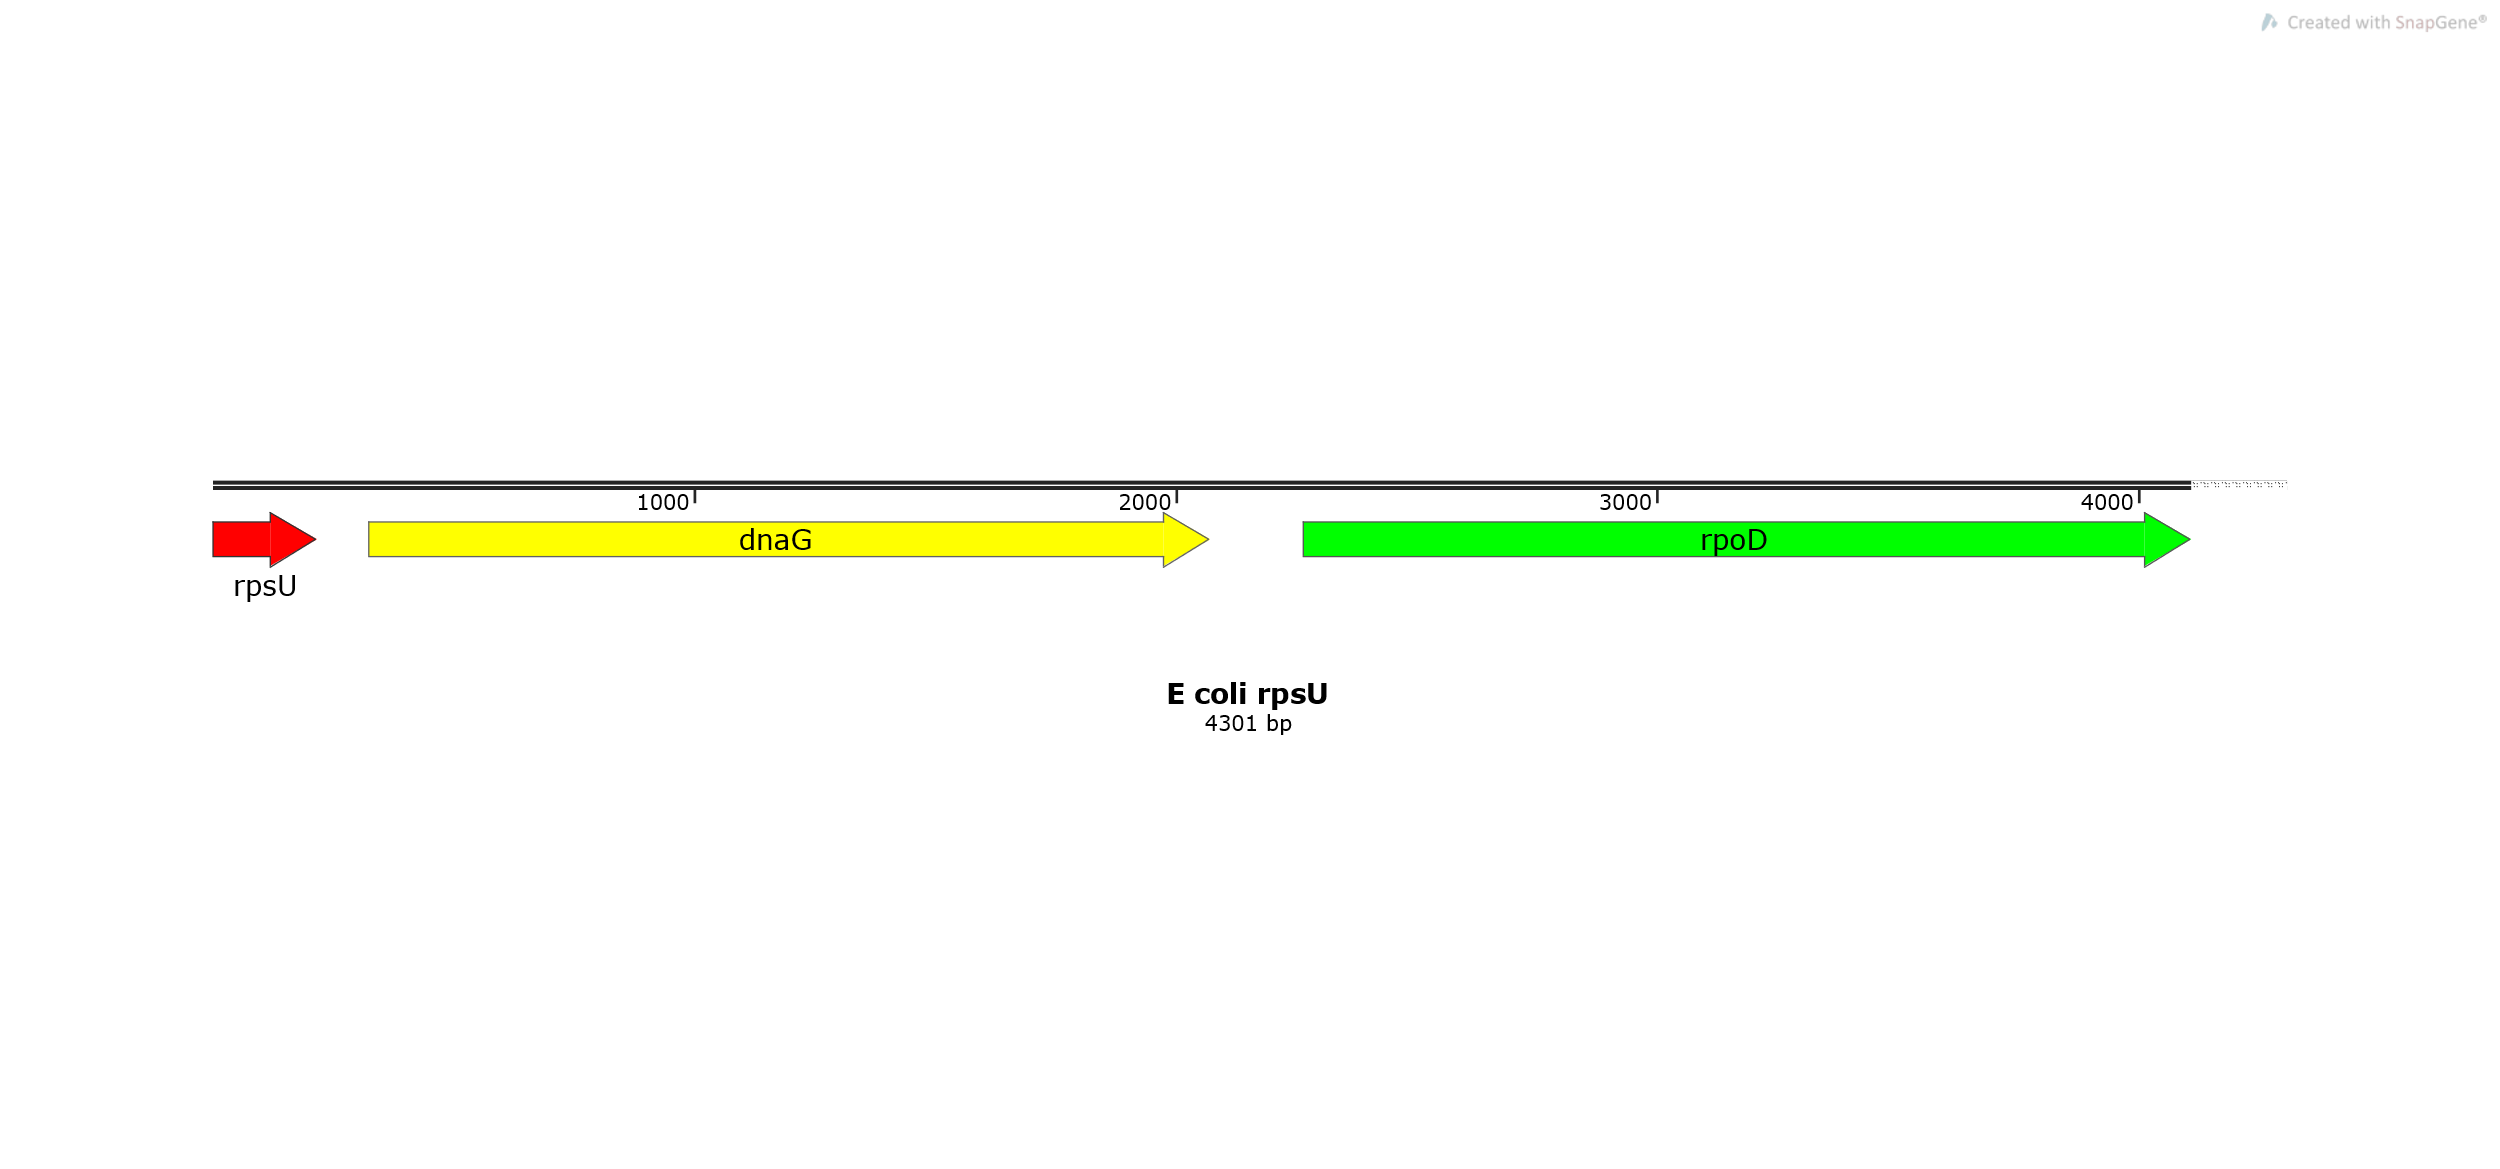 Created with SnapGene®
1000 2000 3000 4000
dnaG rpoD
rpsU
E coli rpsU
4301 bp